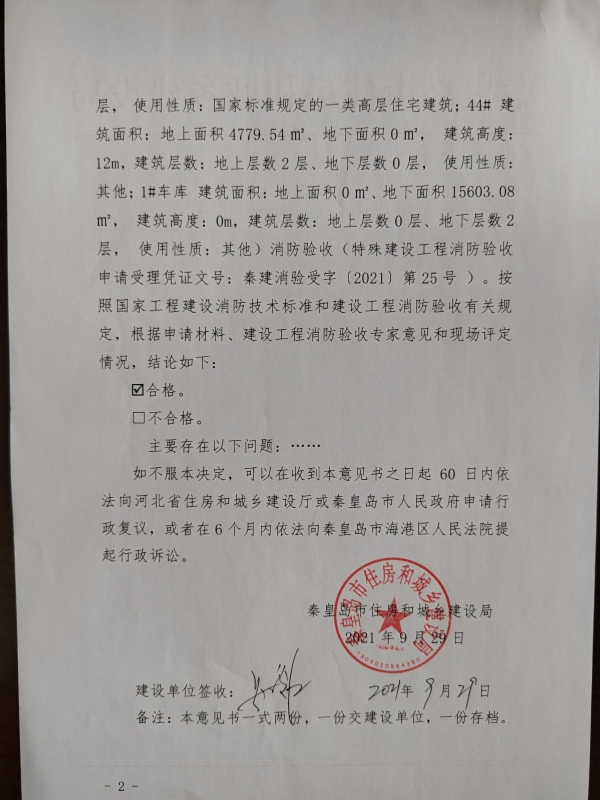 层， 使用性质：国家标准规定的一类高层住宅建筑；44# 建
筑面积：地上面积 4779.54 ㎡、地下面积 0 ㎡， 建筑高度：
12m，建筑层数：地上层数 2 层、地下层数 0 层， 使用性质：
其他；1#车库 建筑面积：地上面积 0 ㎡、地下面积 15603.08
㎡， 建筑高度：0m，建筑层数：地上层数 0 层、地下层数 2
层， 使用性质：其他）消防验收（特殊建设工程消防验收
申请受理凭证文号：秦建消验受字〔2021〕第 25 号 ）。按
照国家工程建设消防技术标准和建设工程消防验收有关规
定，根据申请材料、建设工程消防验收专家意见和现场评定
情况，结论如下：
☑合格。
□不合格。
主要存在以下问题：……
如不服本决定，可以在收到本意见书之日起 60 日内依
法向河北省住房和城乡建设厅或秦皇岛市人民政府申请行
政复议，或者在 6 个月内依法向秦皇岛市海港区人民法院提
起行政诉讼。
秦皇岛市住房和城乡建设局
秦皇岛市住房和城乡建设局
2021 年 9 月 29 日
建设单位签收：
2021年 9 月 29 日
备注：本意见书一式两份，一份交建设单位，一份存档。
- 2 -